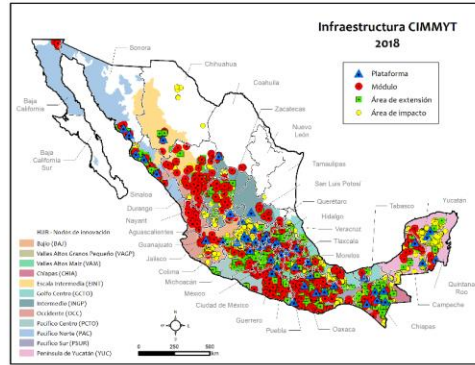 Infraestructura CIMMYT
2018
Plataforma
Módulo
Área de extensión
Área de impacto
Sonora
Chihuahua
Coahuila
Zacatecas
Nuevo
León
Tamaulipas
San Luis Potosí
Querétaro
Hidalgo
Veracruz
Tlaxcala
Morelos
Tabasco
Yucatán
Quintana
Roo
Campeche
Chiapas
Oaxaca
Puebla
Guerrero
Ciudad de México
México
Michoacán
Colima
Jalisco
Guanajuato
Aguascalientes
Nayarit
Durango
Sinaloa
Baja
California
Baja
California
Sur
HUB - Nodos de Innovación
Bajío (BAJ)
Valles Altos Granos Pequeño (VAGP)
Valles Altos Maíz (VAM)
Chiapas (CHIA)
Escala Intermedia (EINT)
Golfo Centro (GCTO)
Intermedio (INGP)
Occidente (OCC)
Pacífico Centro (PCTO)
Pacífico Norte (PAC)
Pacífico Sur (PSUR)
Península de Yucatán (YUC)
0 250 500
km